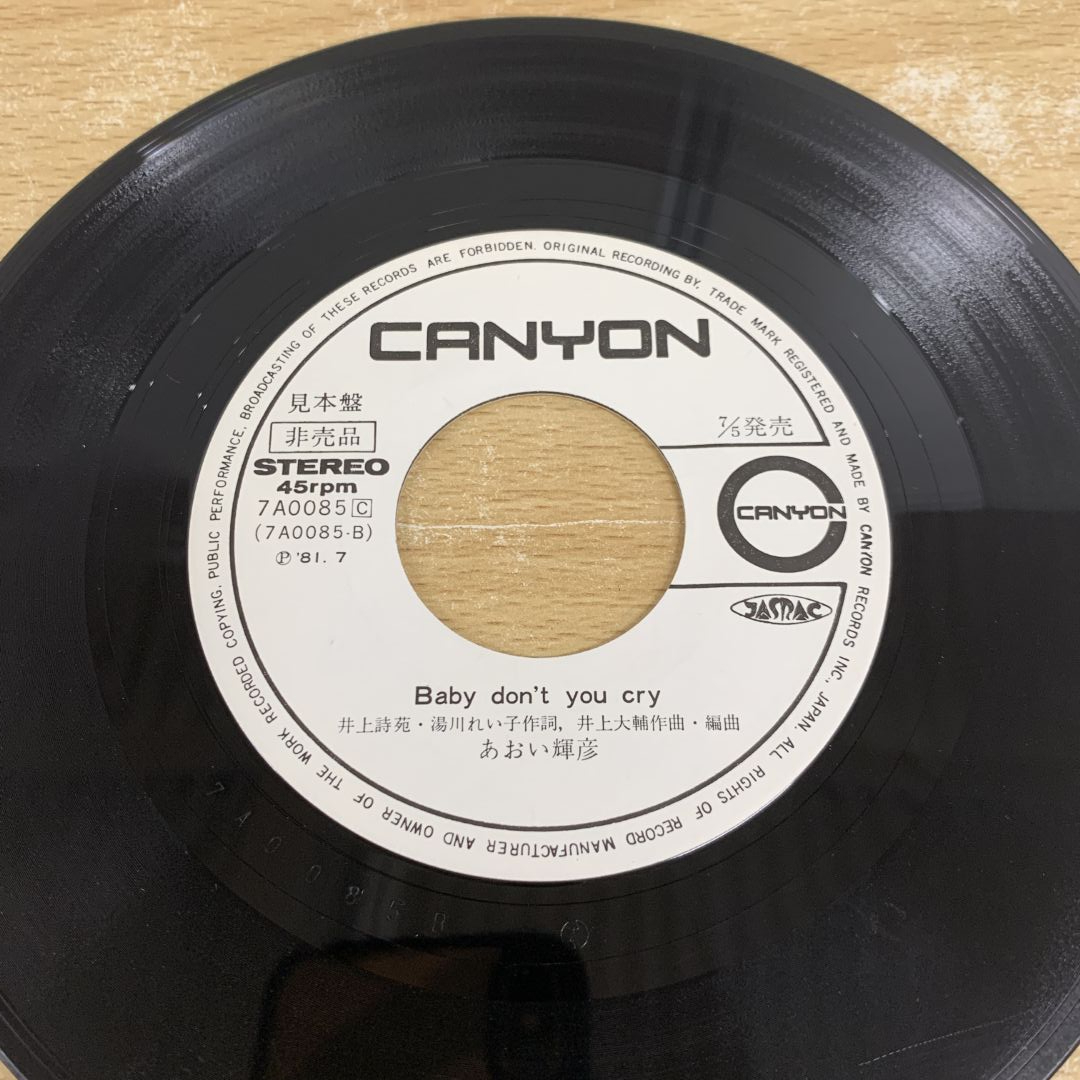 ALL RIGHTS OF RECORD MANUFACTURER AND OWNER OF THE WORK RECORDED COPYING, PUBLIC PERFORMANCE, BROADCASTING OF THESE RECORDS ARE FORBIDDEN. ORIGINAL RECORDING BY, TRADE MARK REGISTERED AND MADE BY CANYON RECORDS INC., JAPAN.
CANYON
見本盤
非売品
7/5発売
STEREO
45rpm
7A0085 C
(7A0085-B)
Ⓟ '81. 7
CANYON
JASRAC
Baby don't you cry
井上詩苑・湯川れい子作詞, 井上大輔作曲・編曲
あおい輝彦
7A0085B